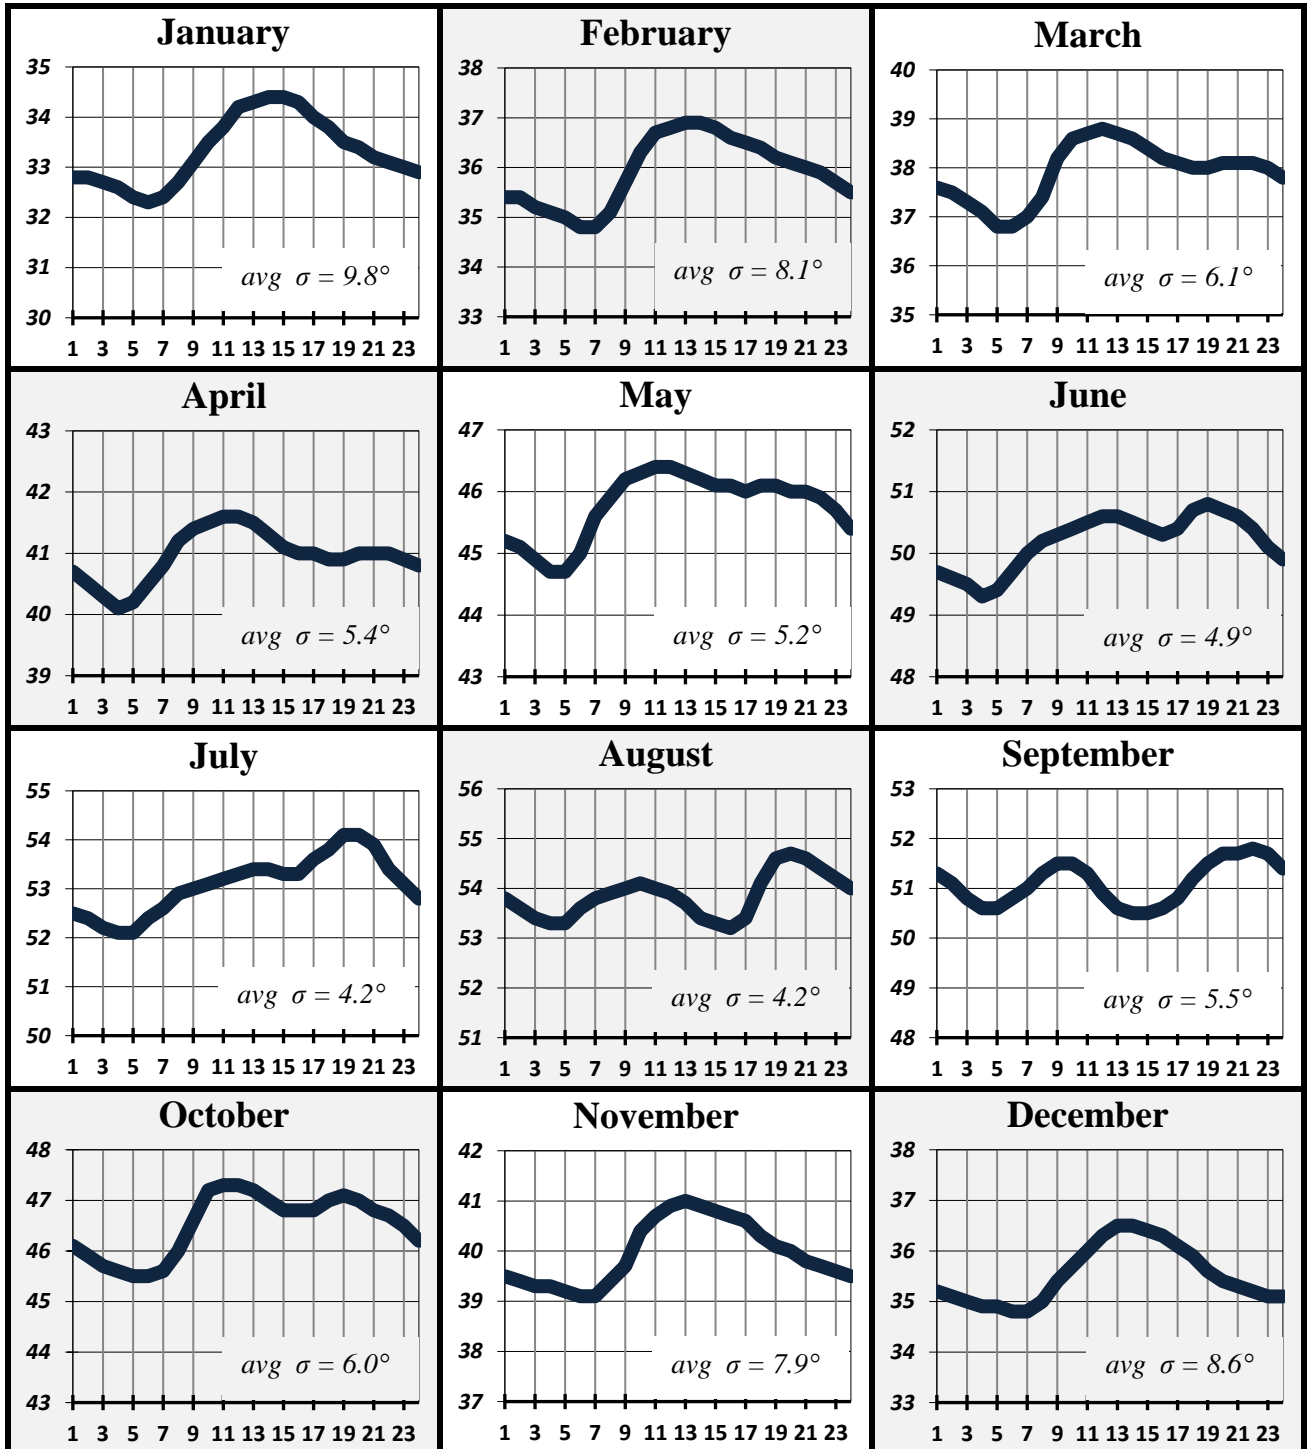 January
35
34
33
32
31
30
avg σ = 9.8°
1 3 5 7 9 11 13 15 17 19 21 23
February
38
37
36
35
34
33
avg σ = 8.1°
1 3 5 7 9 11 13 15 17 19 21 23
March
40
39
38
37
36
35
avg σ = 6.1°
1 3 5 7 9 11 13 15 17 19 21 23
April
43
42
41
40
39
avg σ = 5.4°
1 3 5 7 9 11 13 15 17 19 21 23
May
47
46
45
44
43
avg σ = 5.2°
1 3 5 7 9 11 13 15 17 19 21 23
June
52
51
50
49
48
avg σ = 4.9°
1 3 5 7 9 11 13 15 17 19 21 23
July
55
54
53
52
51
50
avg σ = 4.2°
1 3 5 7 9 11 13 15 17 19 21 23
August
56
55
54
53
52
51
avg σ = 4.2°
1 3 5 7 9 11 13 15 17 19 21 23
September
53
52
51
50
49
48
avg σ = 5.5°
1 3 5 7 9 11 13 15 17 19 21 23
October
48
47
46
45
44
43
avg σ = 6.0°
1 3 5 7 9 11 13 15 17 19 21 23
November
42
41
40
39
38
37
avg σ = 7.9°
1 3 5 7 9 11 13 15 17 19 21 23
December
38
37
36
35
34
33
avg σ = 8.6°
1 3 5 7 9 11 13 15 17 19 21 23